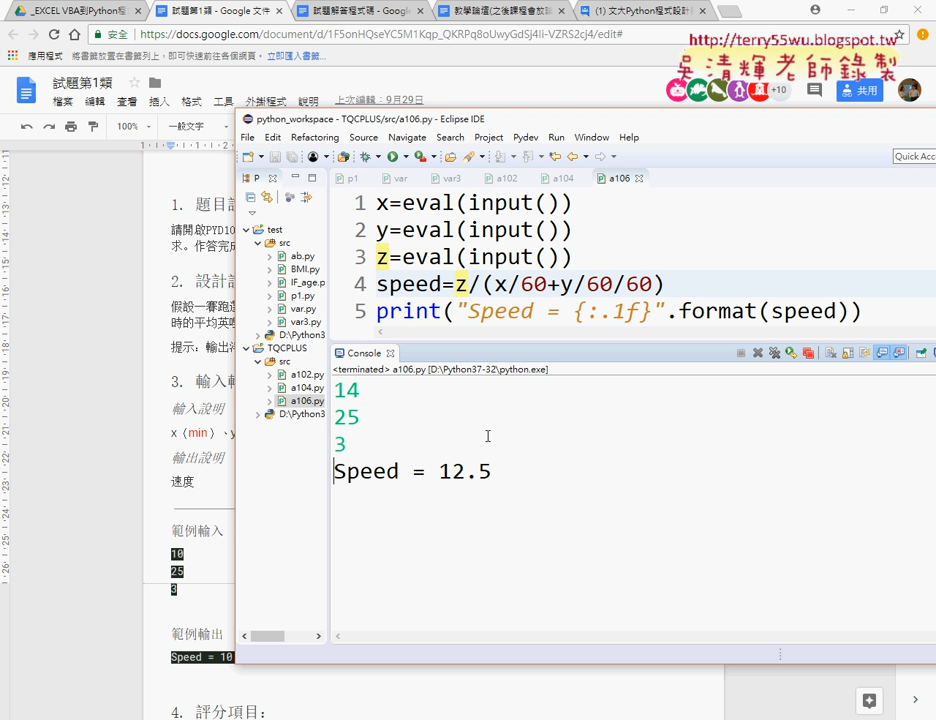 _EXCEL VBA到Python程
試題第1類 - Google 文件
試題解答程式碼 - Googl
教學論壇(之後課程會放該
(1) 文大Python程式設計
安全
https://docs.google.com/document/d/1F5onHQseYC5M1Kqp_QKRPq8oUwyGdSj4Ii-VZRS2cj4/edit#
應用程式
將書籤放置在書籤列上，即可快速前往各個網頁。
立即匯入書籤...
http://terry55wu.blogspot.tw
吳清輝老師錄製
試題第1類
檔案 編輯 查看 插入 格式 工具 外掛程式 說明
上次編輯：9月29日
+10
共用
100%
一般文字
python_workspace - TQCPLUS/src/a106.py - Eclipse IDE
File Edit Refactoring Source Navigate Search Project Pydev Run Window Help
Quick Acc
P
p1
var
var3
a102
a104
a106
1 x=eval(input())
2 y=eval(input())
3 z=eval(input())
4 speed=z/(x/60+y/60/60)
5 print("Speed = {:.1f}".format(speed))
test
src
ab.py
BMI.py
IF_age.p
p1.py
var.py
var3.py
D:\Python3
TQCPLUS
src
a102.py
a104.py
a106.py
D:\Python3
Console
<terminated> a106.py [D:\Python37-32\python.exe]
14
25
3
Speed = 12.5
1. 題目
請開啟PYD10
求。作答完成
2. 設計
假設一賽跑選
時的平均英哩
提示：輸出
3. 輸入
輸入說明
x（min）、y
輸出說明
速度
範例輸入
10
25
3
範例輸出
Speed = 10
4. 評分項目：